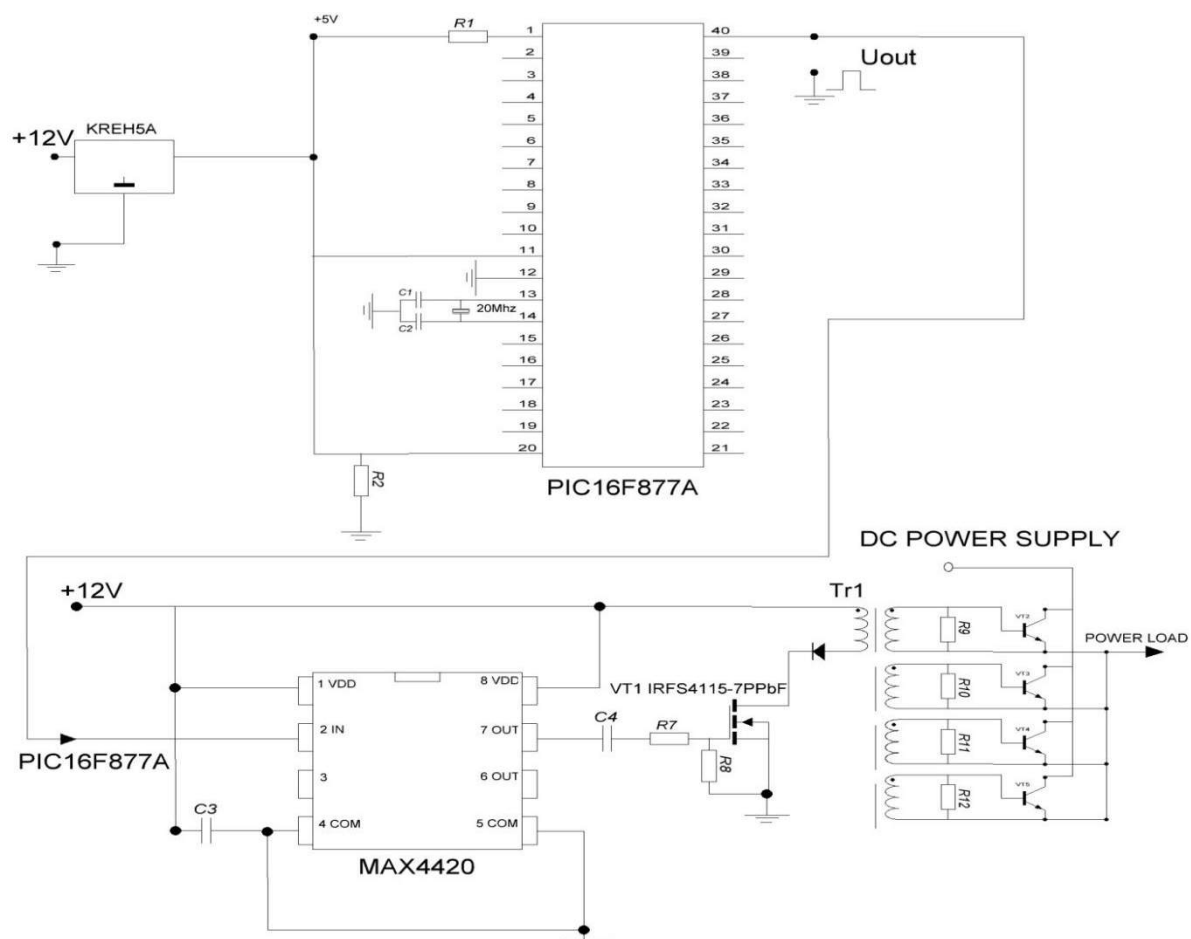 +5V
R1
1 40
2 39
3 38
4 37
5 36
6 35
7 34
8 33
9 32
10 31
11 30
12 29
13 28
14 27
15 26
16 25
17 24
18 23
19 22
20 21
Uout
+12V
KREH5A
C1
C2
20Mhz
R2
PIC16F877A
DC POWER SUPPLY
+12V
Tr1
1 VDD 8 VDD
2 IN 7 OUT
3 6 OUT
4 COM 5 COM
PIC16F877A
C3
MAX4420
C4
R7
R8
VT1 IRFS4115-7PPbF
R9
VT2
POWER LOAD
R10
VT3
R11
VT4
R12
VT5